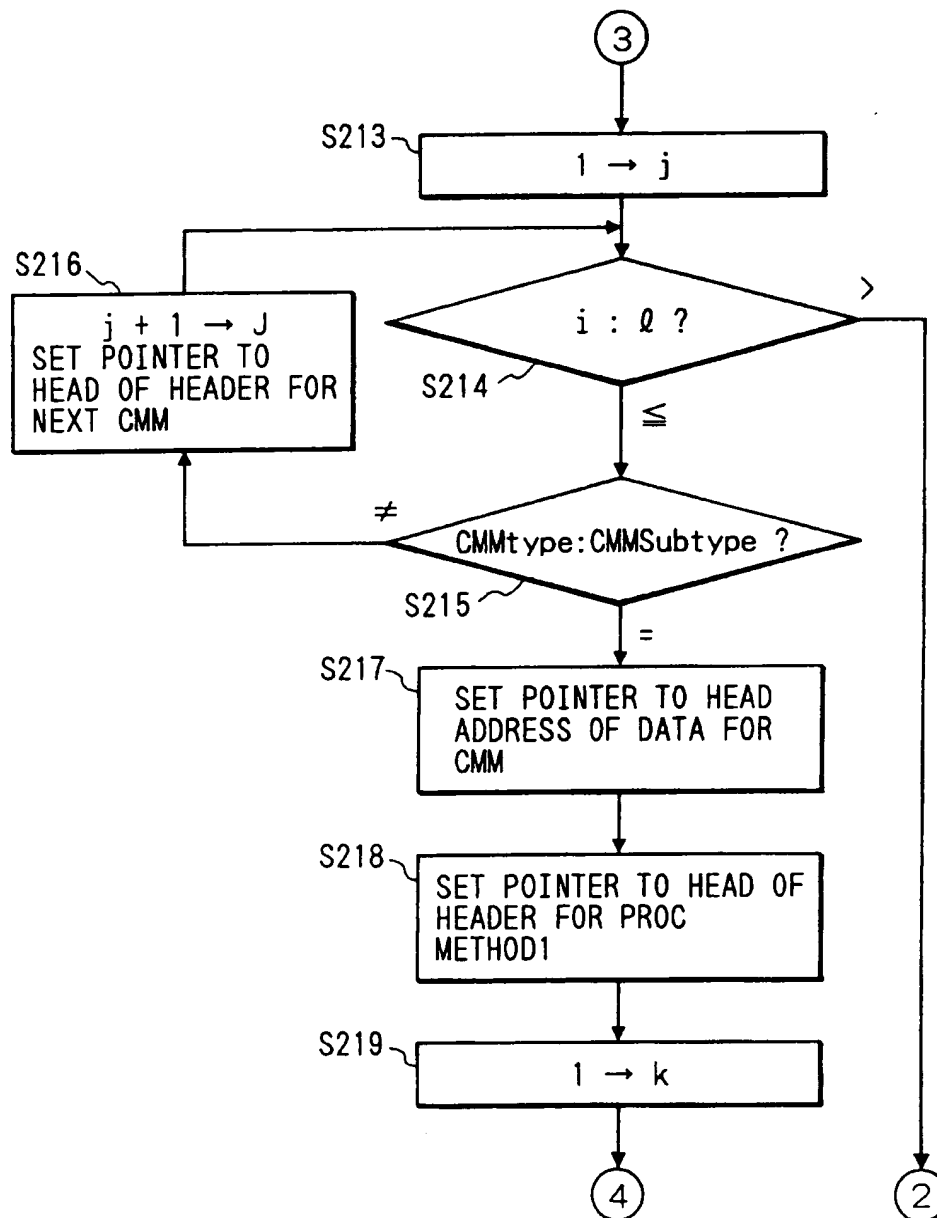 3
S213
1 → j
S216
j + 1 → J
SET POINTER TO
HEAD OF HEADER FOR
NEXT CMM
i : ℓ ?
>
S214
≦
≠
CMMtype:CMMSubtype ?
S215
=
S217
SET POINTER TO HEAD
ADDRESS OF DATA FOR
CMM
S218
SET POINTER TO HEAD OF
HEADER FOR PROC
METHOD1
S219
1 → k
4
2